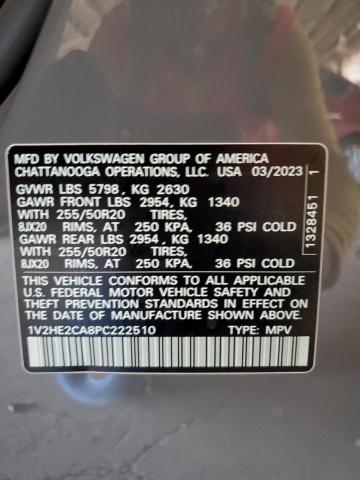 MFD BY VOLKSWAGEN GROUP OF AMERICA
CHATTANOOGA OPERATIONS, LLC. USA 03/2023
GVWR LBS 5798, KG 2630
GAWR FRONT LBS 2954, KG 1340
WITH 255/50R20 TIRES,
8JX20 RIMS, AT 250 KPA, 36 PSI COLD
GAWR REAR LBS 2954, KG 1340
WITH 255/50R20 TIRES,
8JX20 RIMS, AT 250 KPA, 36 PSI COLD
THIS VEHICLE CONFORMS TO ALL APPLICABLE
U.S. FEDERAL MOTOR VEHICLE SAFETY AND
THEFT PREVENTION STANDARDS IN EFFECT ON
THE DATE OF MANUFACTURE SHOWN ABOVE.
1V2HE2CA8PC222510 TYPE: MPV
1328451 1